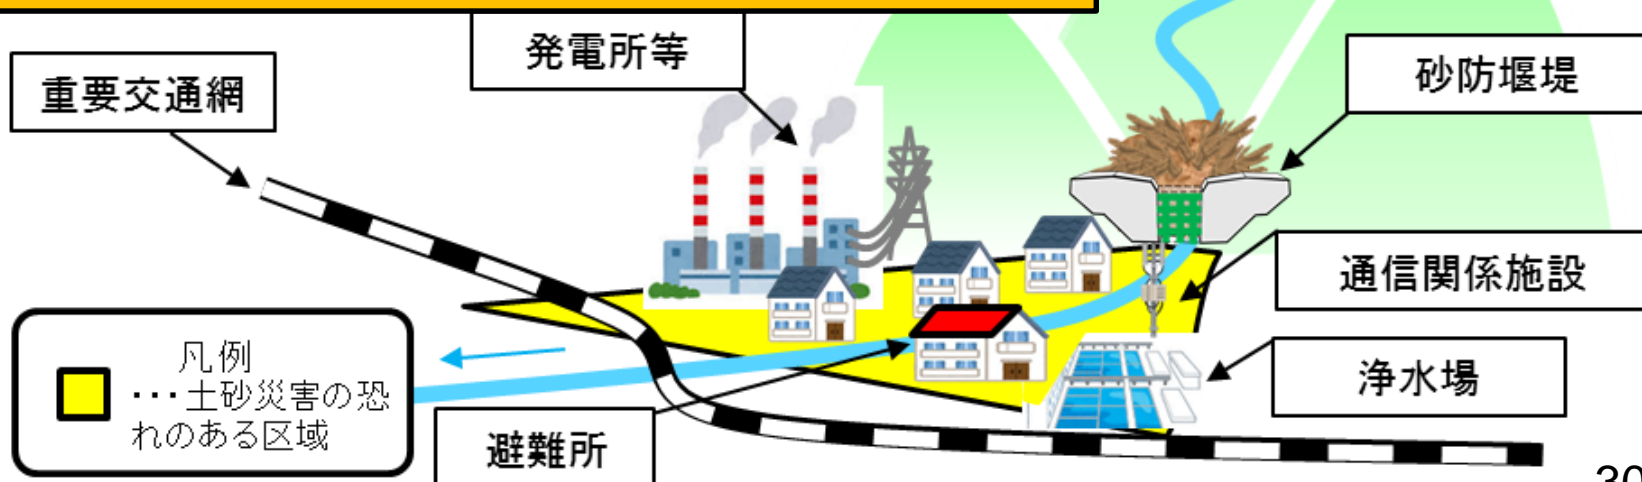 発電所等
砂防堰堤
重要交通網
通信関係施設
凡例
･･･土砂災害の恐
れのある区域
浄水場
避難所
30